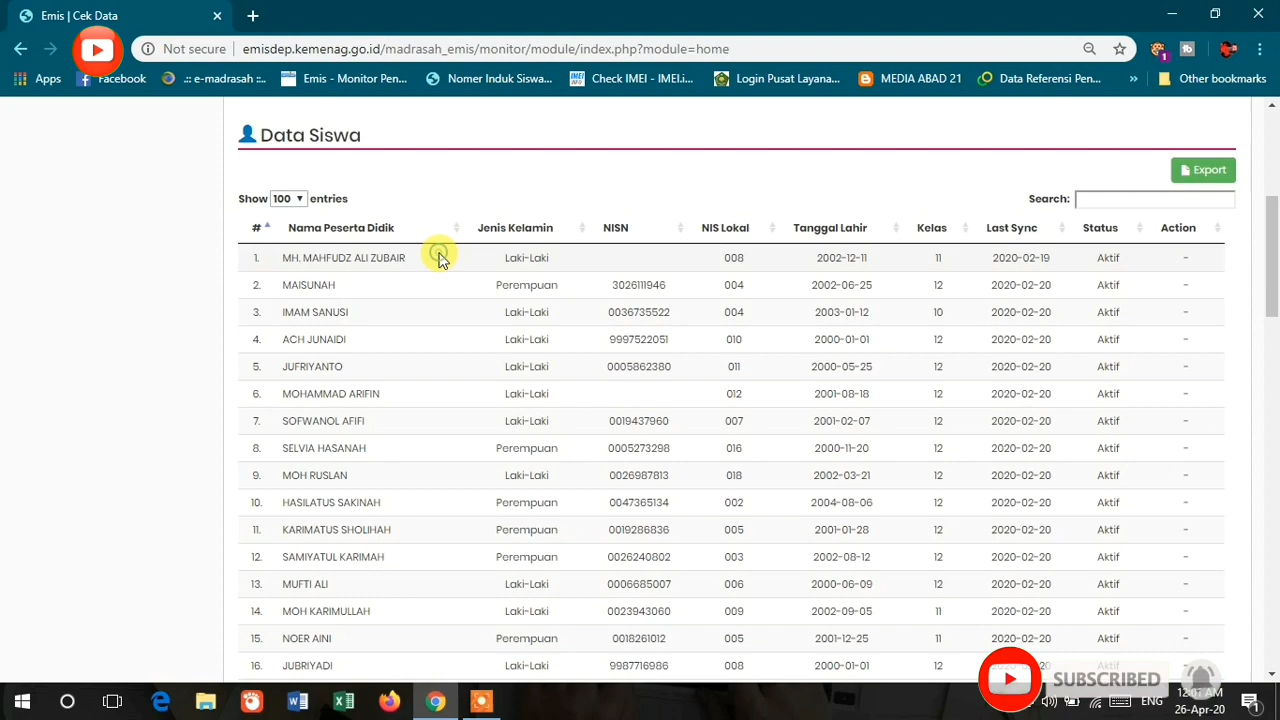 Emis | Cek Data
Not secure emisdep.kemenag.go.id/madrasah_emis/monitor/module/index.php?module=home
Apps Facebook .:: e-madrasah ::.. Emis - Monitor Pen... Nomer Induk Siswa... Check IMEI - IMEI.i... Login Pusat Layana... MEDIA ABAD 21 Data Referensi Pen... » Other bookmarks
Data Siswa
Export
Show 100 entries Search:
# Nama Peserta Didik Jenis Kelamin NISN NIS Lokal Tanggal Lahir Kelas Last Sync Status Action
1. MH. MAHFUDZ ALI ZUBAIR Laki-Laki 008 2002-12-11 11 2020-02-19 Aktif -
2. MAISUNAH Perempuan 3026111946 004 2002-06-25 12 2020-02-20 Aktif -
3. IMAM SANUSI Laki-Laki 0036735522 004 2003-01-12 10 2020-02-20 Aktif -
4. ACH JUNAIDI Laki-Laki 9997522051 010 2000-01-01 12 2020-02-20 Aktif -
5. JUFRIYANTO Laki-Laki 0005862380 011 2000-05-25 12 2020-02-20 Aktif -
6. MOHAMMAD ARIFIN Laki-Laki 012 2001-08-18 12 2020-02-20 Aktif -
7. SOFWANOL AFIFI Laki-Laki 0019437960 007 2001-02-07 12 2020-02-20 Aktif -
8. SELVIA HASANAH Perempuan 0005273298 016 2000-11-20 12 2020-02-20 Aktif -
9. MOH RUSLAN Laki-Laki 0026987813 018 2002-03-21 12 2020-02-20 Aktif -
10. HASILATUS SAKINAH Perempuan 0047365134 002 2004-08-06 12 2020-02-20 Aktif -
11. KARIMATUS SHOLIHAH Perempuan 0019286836 005 2001-01-28 12 2020-02-20 Aktif -
12. SAMIYATUL KARIMAH Perempuan 0026240802 003 2002-08-12 12 2020-02-20 Aktif -
13. MUFTI ALI Laki-Laki 0006685007 006 2000-06-09 12 2020-02-20 Aktif -
14. MOH KARIMULLAH Laki-Laki 0023943060 009 2002-09-05 11 2020-02-20 Aktif -
15. NOER AINI Perempuan 0018261012 005 2001-12-25 11 2020-02-20 Aktif -
16. JUBRIYADI Laki-Laki 9987716986 008 2000-01-01 12 Aktif -
SUBSCRIBED
ENG 12:01 AM
26-Apr-20